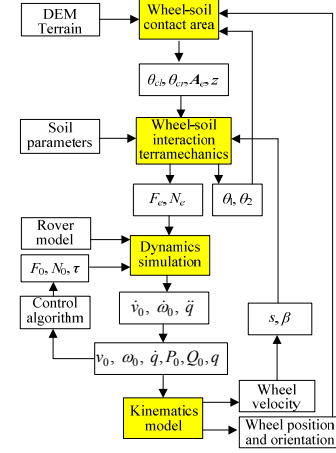 DEM
Terrain
Wheel-soil
contact area
θcl, θcr, Ae, z
Soil
parameters
Wheel-soil
interaction
terramechanics
Fe, Ne
θ1, θ2
Rover
model
F0, N0, τ
Dynamics
simulation
Control
algorithm
v̇0, ω̇0, q̈
s, β
v0, ω0, q̇, P0, Q0, q
Kinematics
model
Wheel
velocity
Wheel position
and orientation